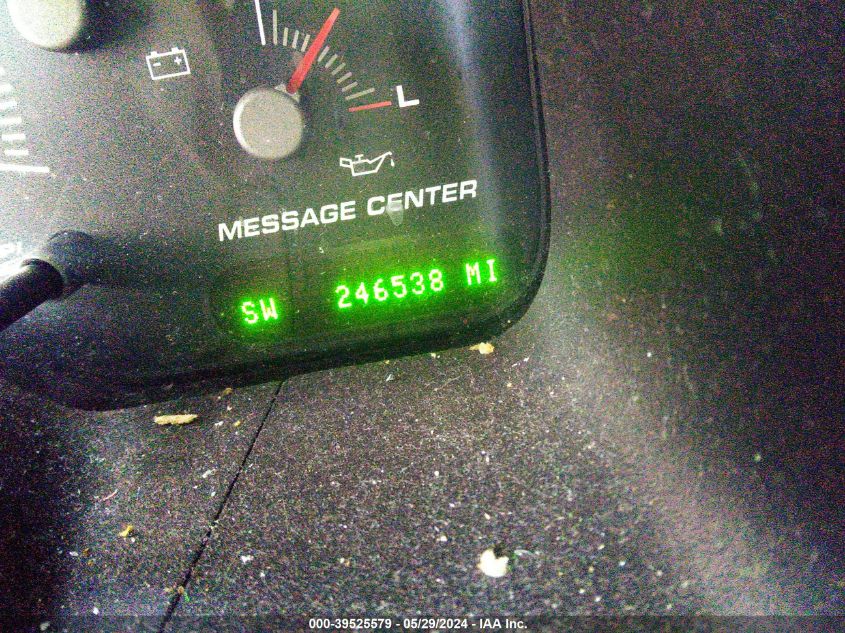 L
MESSAGE CENTER
SW 246538 MI
000-39525579 - 05/29/2024 - IAA Inc.